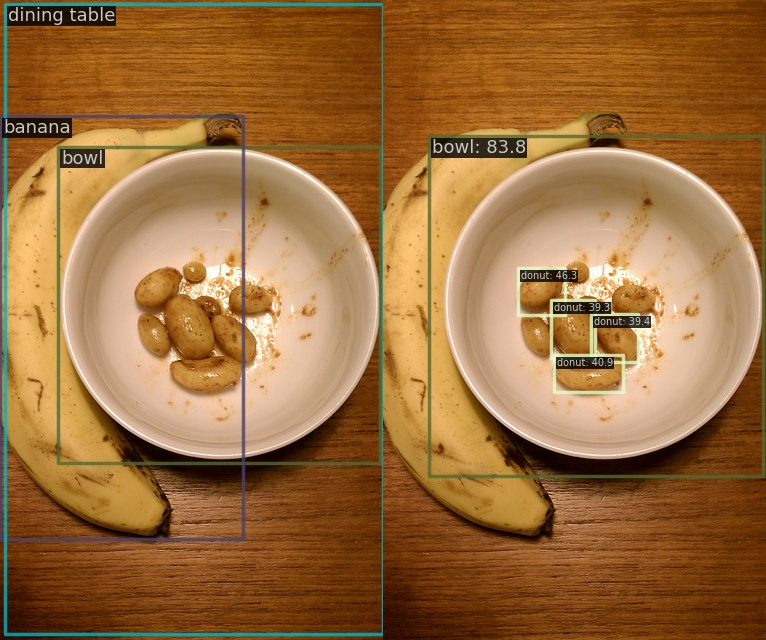 dining table
banana
bowl
bowl: 83.8
donut: 46.3
donut: 39.3
donut: 39.4
donut: 40.9